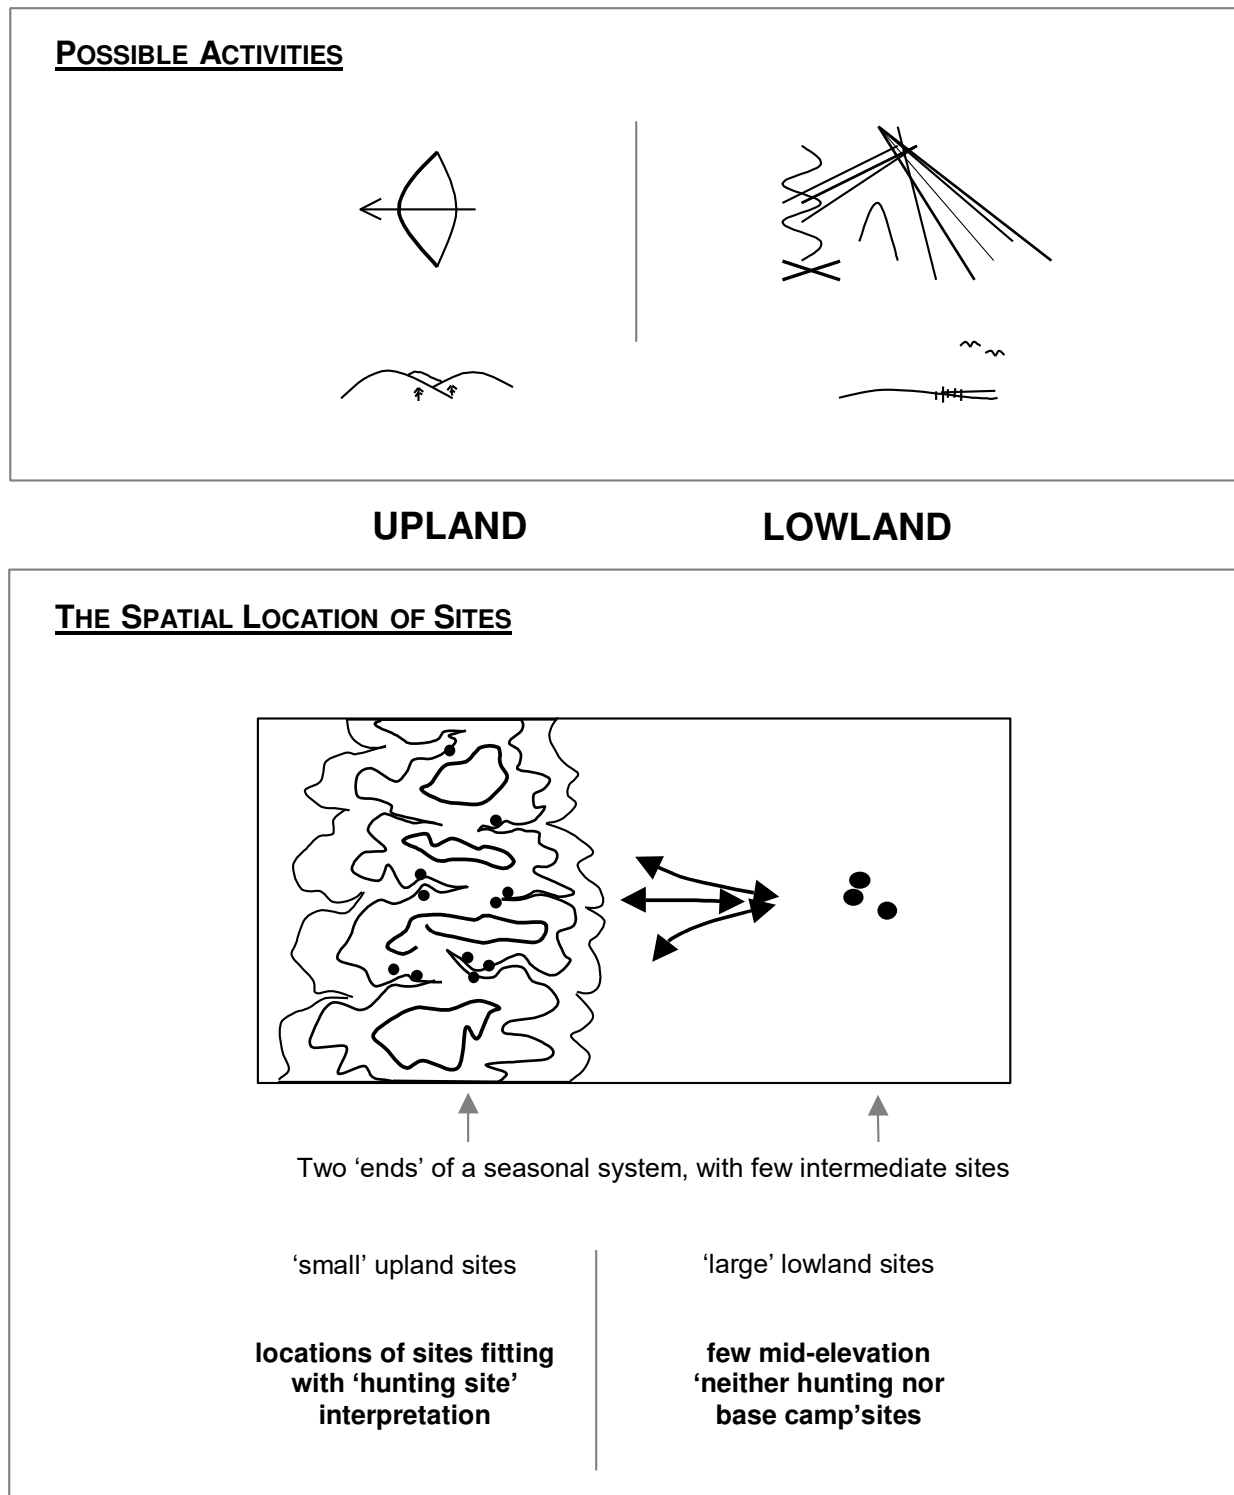 POSSIBLE ACTIVITIES
UPLAND
LOWLAND
THE SPATIAL LOCATION OF SITES
Two ‘ends’ of a seasonal system, with few intermediate sites
‘small’ upland sites
‘large’ lowland sites
locations of sites fitting
with ‘hunting site’
interpretation
few mid-elevation
‘neither hunting nor
base camp’sites